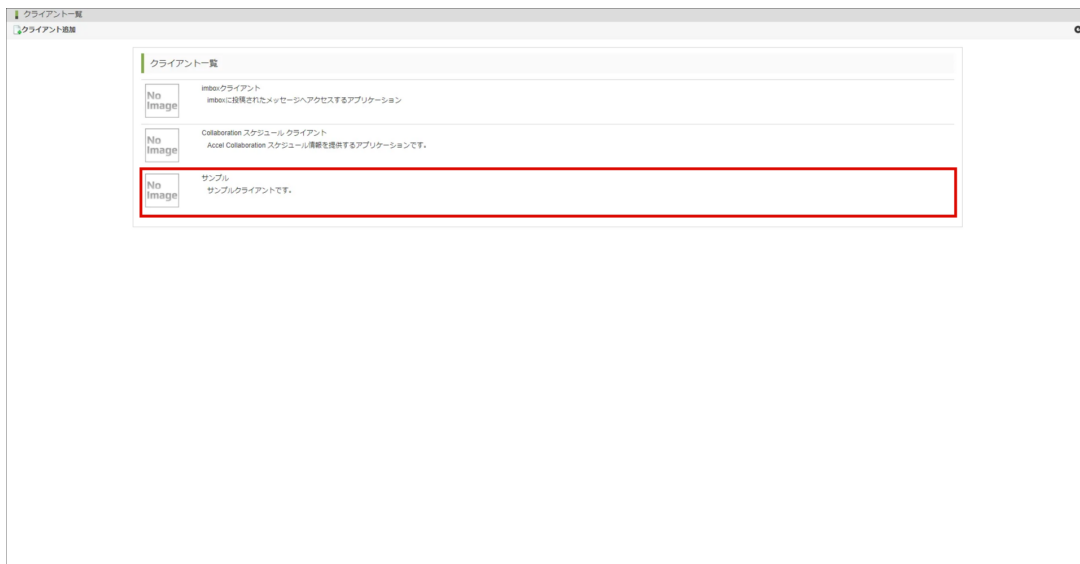 クライアント一覧
クライアント追加
クライアント一覧
No Image
imboxクライアント
imboxに投稿されたメッセージへアクセスするアプリケーション
No Image
Collaboration スケジュール クライアント
Accel Collaboration スケジュール情報を提供するアプリケーションです。
No Image
サンプル
サンプルクライアントです。